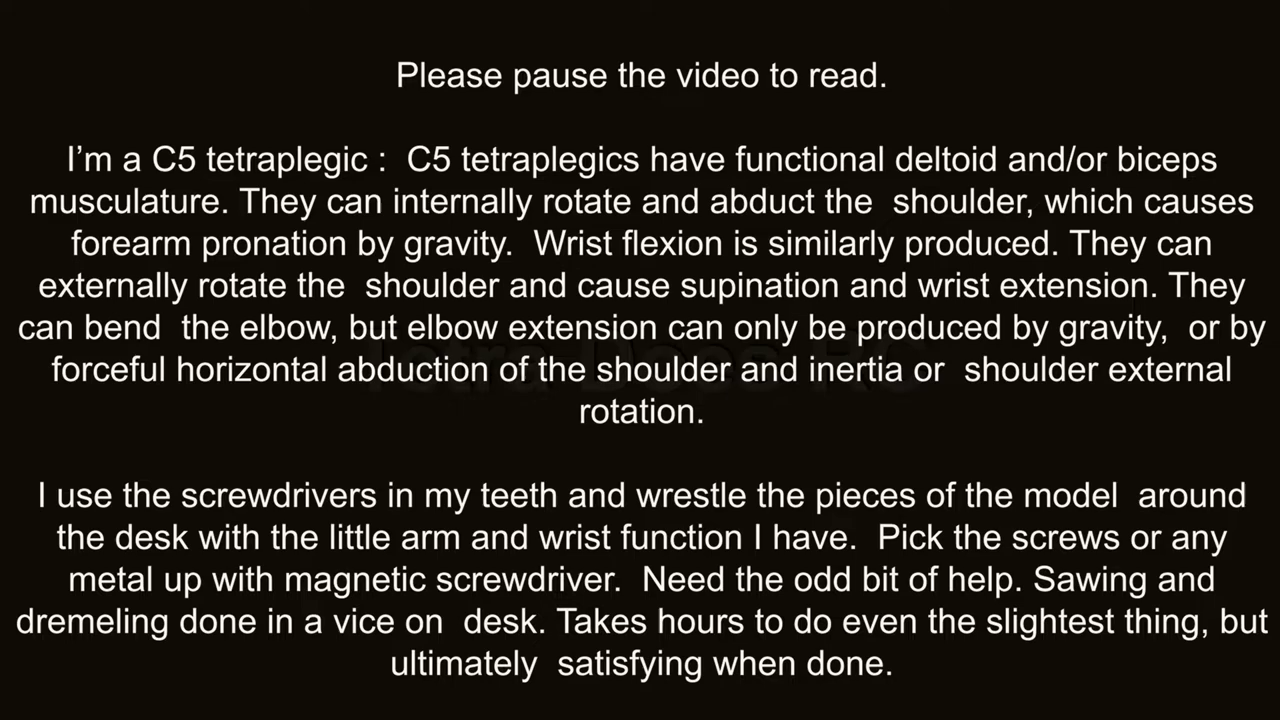 Please pause the video to read.
I’m a C5 tetraplegic :  C5 tetraplegics have functional deltoid and/or biceps
musculature. They can internally rotate and abduct the  shoulder, which causes
forearm pronation by gravity.  Wrist flexion is similarly produced. They can
externally rotate the  shoulder and cause supination and wrist extension. They
can bend  the elbow, but elbow extension can only be produced by gravity,  or by
forceful horizontal abduction of the shoulder and inertia or  shoulder external
rotation.
I use the screwdrivers in my teeth and wrestle the pieces of the model  around
the desk with the little arm and wrist function I have.  Pick the screws or any
metal up with magnetic screwdriver.  Need the odd bit of help. Sawing and
dremeling done in a vice on  desk. Takes hours to do even the slightest thing, but
ultimately  satisfying when done.